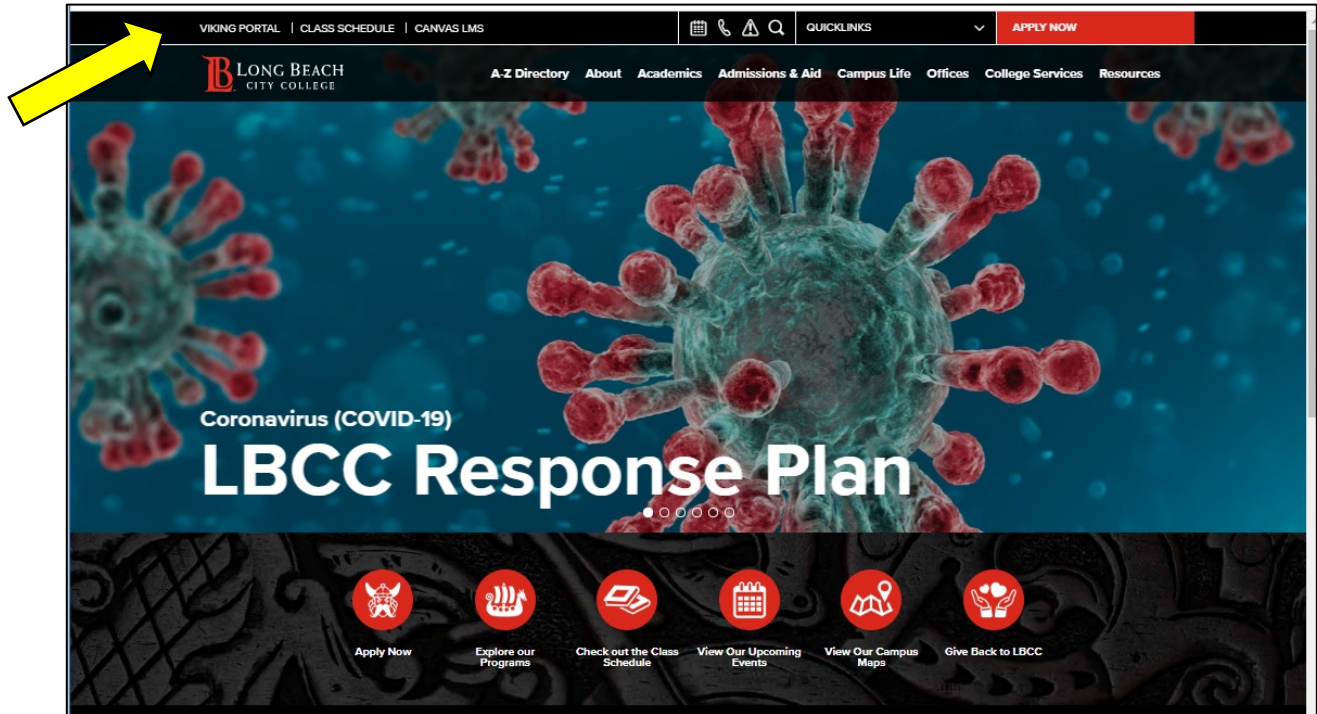 VIKING PORTAL | CLASS SCHEDULE | CANVAS LMS QUICKLINKS APPLY NOW
LONG BEACH
CITY COLLEGE
A-Z Directory About Academics Admissions & Aid Campus Life Offices College Services Resources
Coronavirus (COVID-19)
LBCC Response Plan
Apply Now
Explore our
Programs
Check out the Class
Schedule
View Our Upcoming
Events
View Our Campus
Maps
Give Back to LBCC